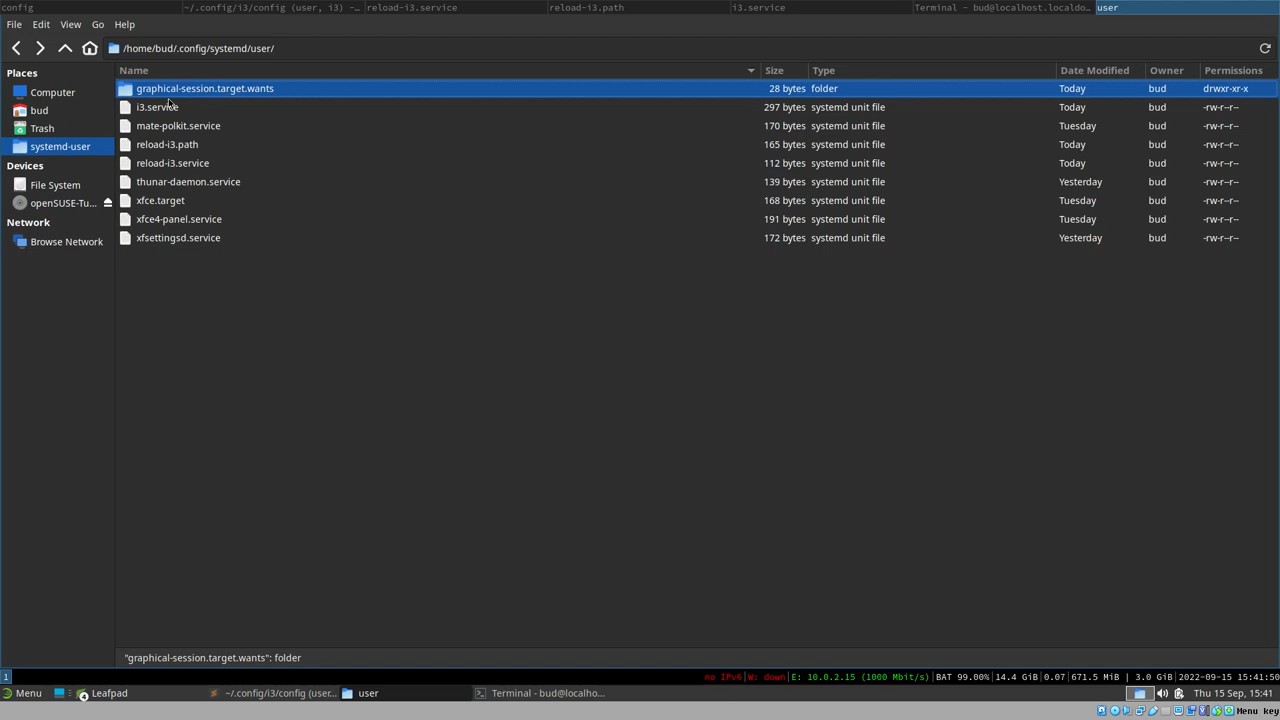 config ~/.config/i3/config (user, i3) –... reload-i3.service reload-i3.path i3.service Terminal - bud@localhost.localdo... user
File Edit View Go Help
/home/bud/.config/systemd/user/
Places
Computer
bud
Trash
systemd-user
Devices
File System
openSUSE-Tu...
Network
Browse Network
Name Size Type Date Modified Owner Permissions
graphical-session.target.wants 28 bytes folder Today bud drwxr-xr-x
i3.service 297 bytes systemd unit file Today bud -rw-r--r--
mate-polkit.service 170 bytes systemd unit file Tuesday bud -rw-r--r--
reload-i3.path 165 bytes systemd unit file Today bud -rw-r--r--
reload-i3.service 112 bytes systemd unit file Today bud -rw-r--r--
thunar-daemon.service 139 bytes systemd unit file Yesterday bud -rw-r--r--
xfce.target 168 bytes systemd unit file Tuesday bud -rw-r--r--
xfce4-panel.service 191 bytes systemd unit file Tuesday bud -rw-r--r--
xfsettingsd.service 172 bytes systemd unit file Yesterday bud -rw-r--r--
"graphical-session.target.wants": folder
1 no IPv6|W: down|E: 10.0.2.15 (1000 Mbit/s)|BAT 99.00%|14.4 GiB|0.07|671.5 MiB|3.0 GiB|2022-09-15 15:41:50
Menu 4 Leafpad ~/.config/i3/config (user... user Terminal - bud@localho... Thu 15 Sep, 15:41
Menu key